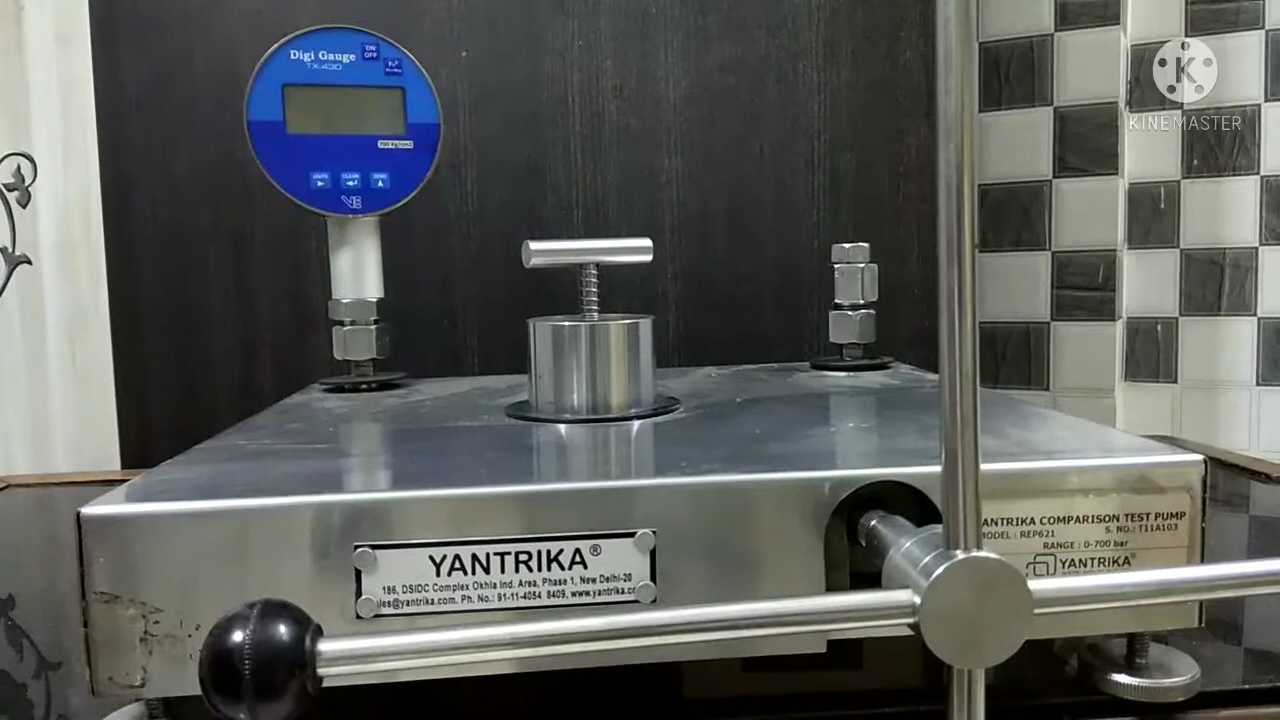 Digi Gauge
TX-430
ON
OFF
700 Kg/cm2
UNITS
CLEAR
ZERO
KINEMASTER
YANTRIKA®
186, DSIDC Complex Okhla Ind. Area, Phase 1, New Delhi-20
les@yantrika.com. Ph. No.: 91-11-4054 8409, www.yantrika.co
ANTRIKA COMPARISON TEST PUMP
MODEL : REP621 S. NO.: T11A103
RANGE : 0-700 bar
YANTRIKA®